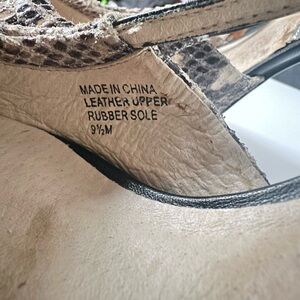 MADE IN CHINA
LEATHER UPPER
RUBBER SOLE
9½M